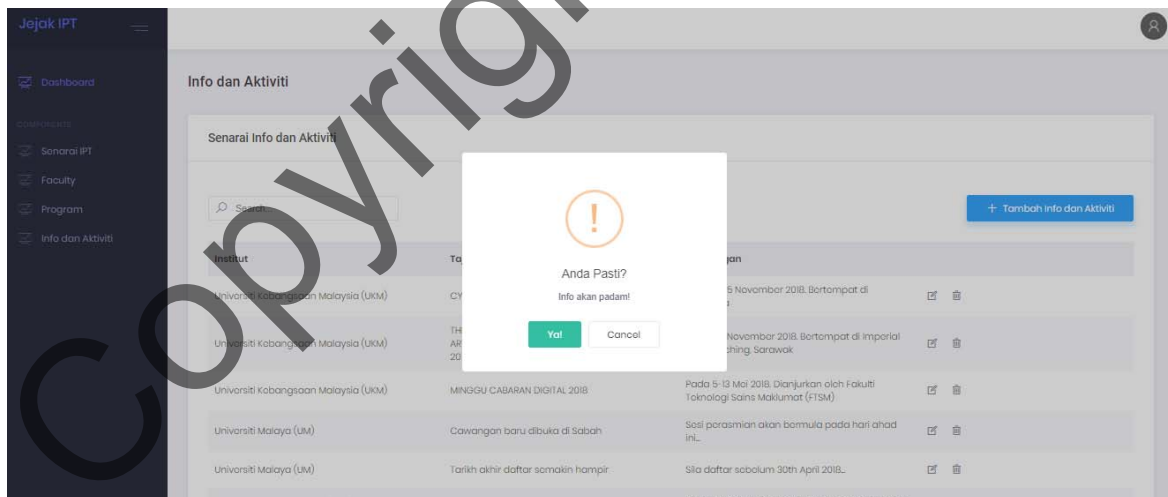 Jejak IPT
Dashboard
COMPONENTS
Senarai IPT
Faculty
Program
Info dan Aktiviti
Info dan Aktiviti
Senarai Info dan Aktiviti
Search...
+ Tambah Info dan Aktiviti
Institut
Universiti Kebangsaan Malaysia (UKM)
5 November 2018. Bertempat di
Universiti Kebangsaan Malaysia (UKM)
November 2018. Bertempat di Imperial
Sarawak
Universiti Kebangsaan Malaysia (UKM) MINGGU CABARAN DIGITAL 2018 Pada 5-13 Mei 2018. Dianjurkan oleh Fakulti
Teknologi Sains Maklumat (FTSM)
Universiti Malaya (UM) Cawangan baru dibuka di Sabah Sesi perasmian akan bermula pada hari ahad
ini...
Universiti Malaya (UM) Tarikh akhir daftar semakin hampir Sila daftar sebelum 30th April 2018...
!
Anda Pasti?
Info akan padam!
Ya! Cancel